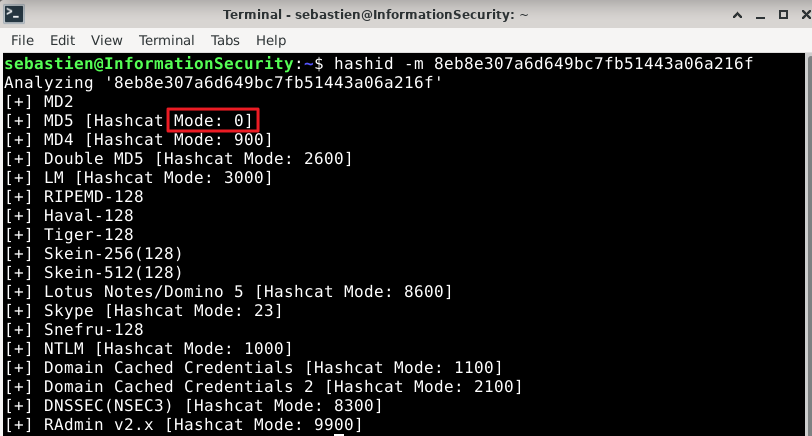 Terminal - sebastien@InformationSecurity: ~
File Edit View Terminal Tabs Help
sebastien@InformationSecurity:~$ hashid -m 8eb8e307a6d649bc7fb51443a06a216f
Analyzing '8eb8e307a6d649bc7fb51443a06a216f'
[+] MD2
[+] MD5 [Hashcat Mode: 0]
[+] MD4 [Hashcat Mode: 900]
[+] Double MD5 [Hashcat Mode: 2600]
[+] LM [Hashcat Mode: 3000]
[+] RIPEMD-128
[+] Haval-128
[+] Tiger-128
[+] Skein-256(128)
[+] Skein-512(128)
[+] Lotus Notes/Domino 5 [Hashcat Mode: 8600]
[+] Skype [Hashcat Mode: 23]
[+] Snefru-128
[+] NTLM [Hashcat Mode: 1000]
[+] Domain Cached Credentials [Hashcat Mode: 1100]
[+] Domain Cached Credentials 2 [Hashcat Mode: 2100]
[+] DNSSEC(NSEC3) [Hashcat Mode: 8300]
[+] RAdmin v2.x [Hashcat Mode: 9900]